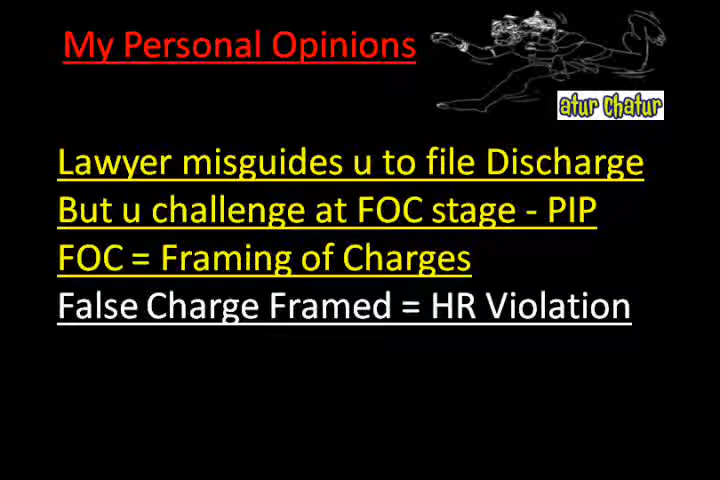 My Personal Opinions
atur chatur
Lawyer misguides u to file Discharge
But u challenge at FOC stage - PIP
FOC = Framing of Charges
False Charge Framed = HR Violation